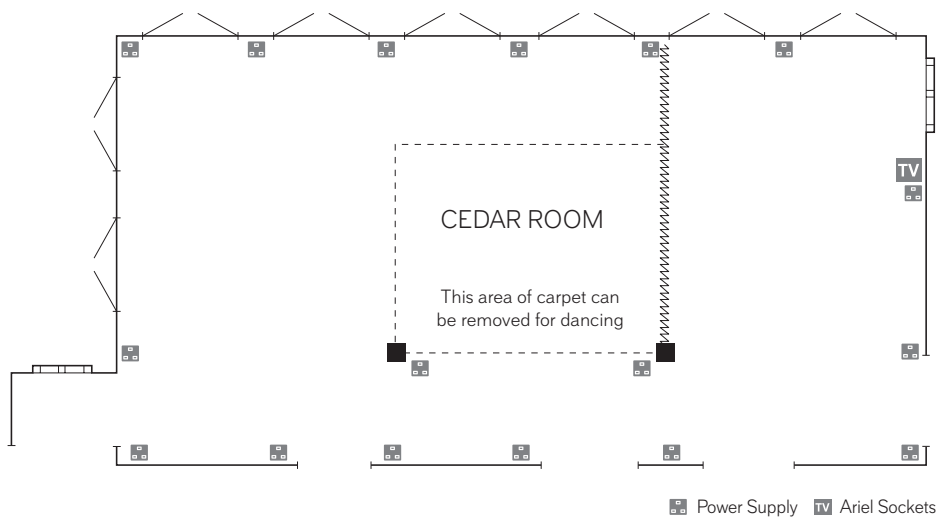 TV
CEDAR ROOM
This area of carpet can
be removed for dancing
Power Supply TV Ariel Sockets